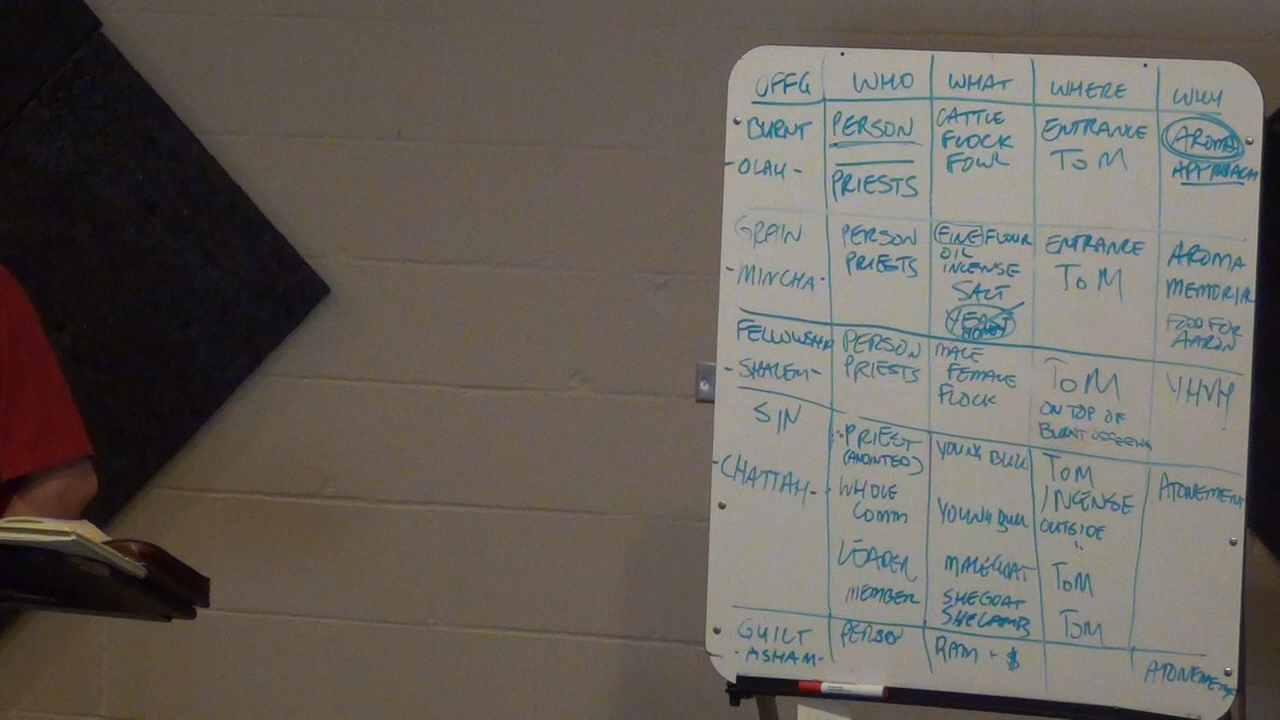 OFFG WHO WHAT WHERE WHY
BURNT PERSON CATTLE ENTRANCE AROMA
FLOCK
-OLAH- PRIESTS FOWL ToM APPROACH
GRAIN PERSON (FINE) FLOUR ENTRANCE AROMA
PRIESTS OIL
-MINCHA- INCENSE ToM MEMORIAL
SALT
YEAST FOOD FOR
HONEY AARON
FELLOWSHIP PERSON MALE ToM YHVH
-SHALEM- PRIESTS FEMALE
FLOCK ON TOP OF
BURNT OFFERING
SIN PRIEST YOUNG BULL ToM ATONEMENT
(ANOINTED)
-CHATTAH- WHOLE YOUNG BULL INCENSE
COMM OUTSIDE
"
LEADER MALE GOAT ToM
MEMBER SHE GOAT ToM
SHE LAMB
GUILT PERSON RAM + $ ATONEMENT
-ASHAM-